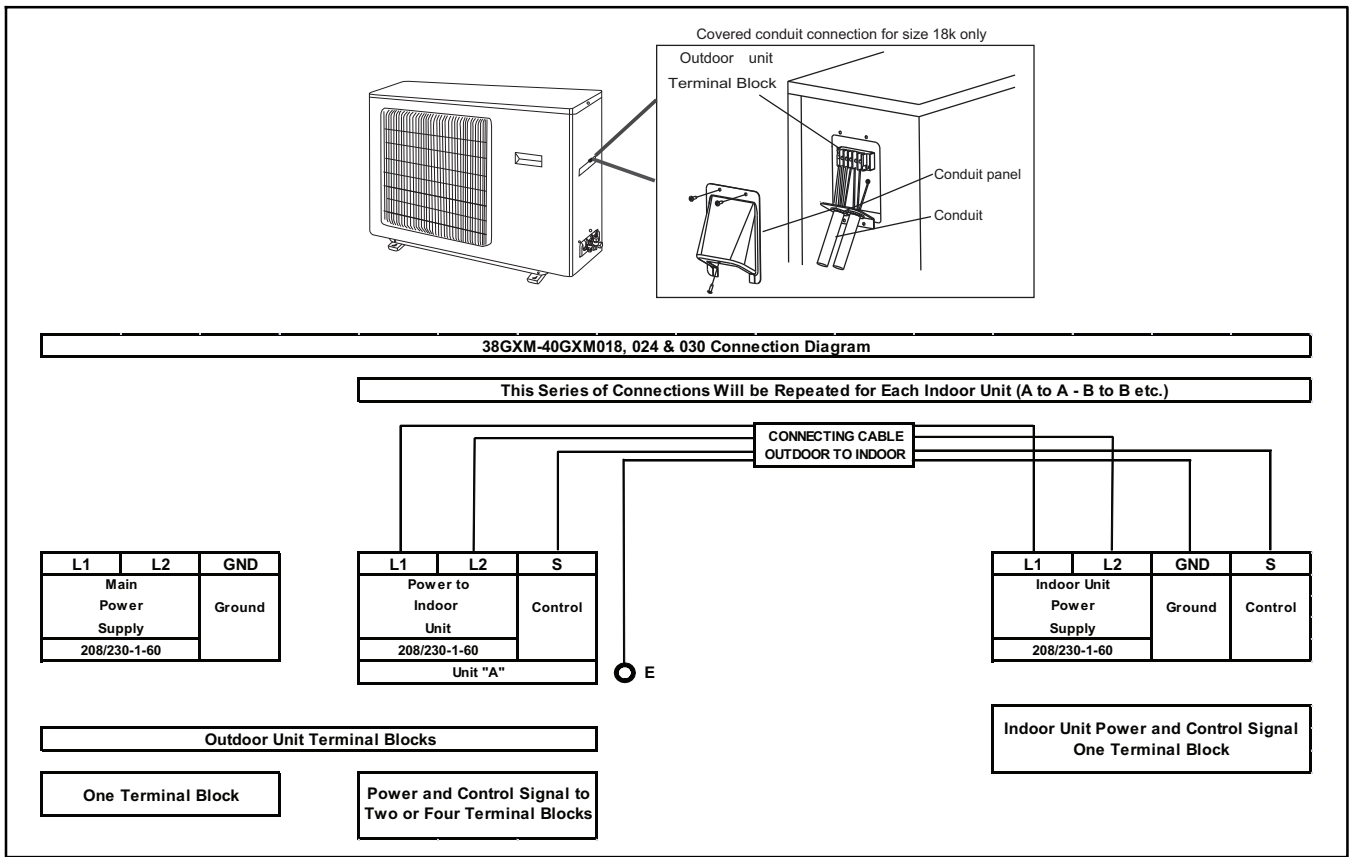 Covered conduit connection for size 18k only
Outdoor unit
Terminal Block
Conduit panel
Conduit
38GXM-40GXM018, 024 & 030 Connection Diagram
This Series of Connections Will be Repeated for Each Indoor Unit (A to A - B to B etc.)
CONNECTING CABLE
OUTDOOR TO INDOOR
L1 L2 GND
Main
Power
Supply
Ground
208/230-1-60
L1 L2 S
Power to
Indoor
Unit
Control
208/230-1-60
Unit "A"
E
L1 L2 GND S
Indoor Unit
Power
Supply
Ground
Control
208/230-1-60
Outdoor Unit Terminal Blocks
One Terminal Block
Power and Control Signal to
Two or Four Terminal Blocks
Indoor Unit Power and Control Signal
One Terminal Block